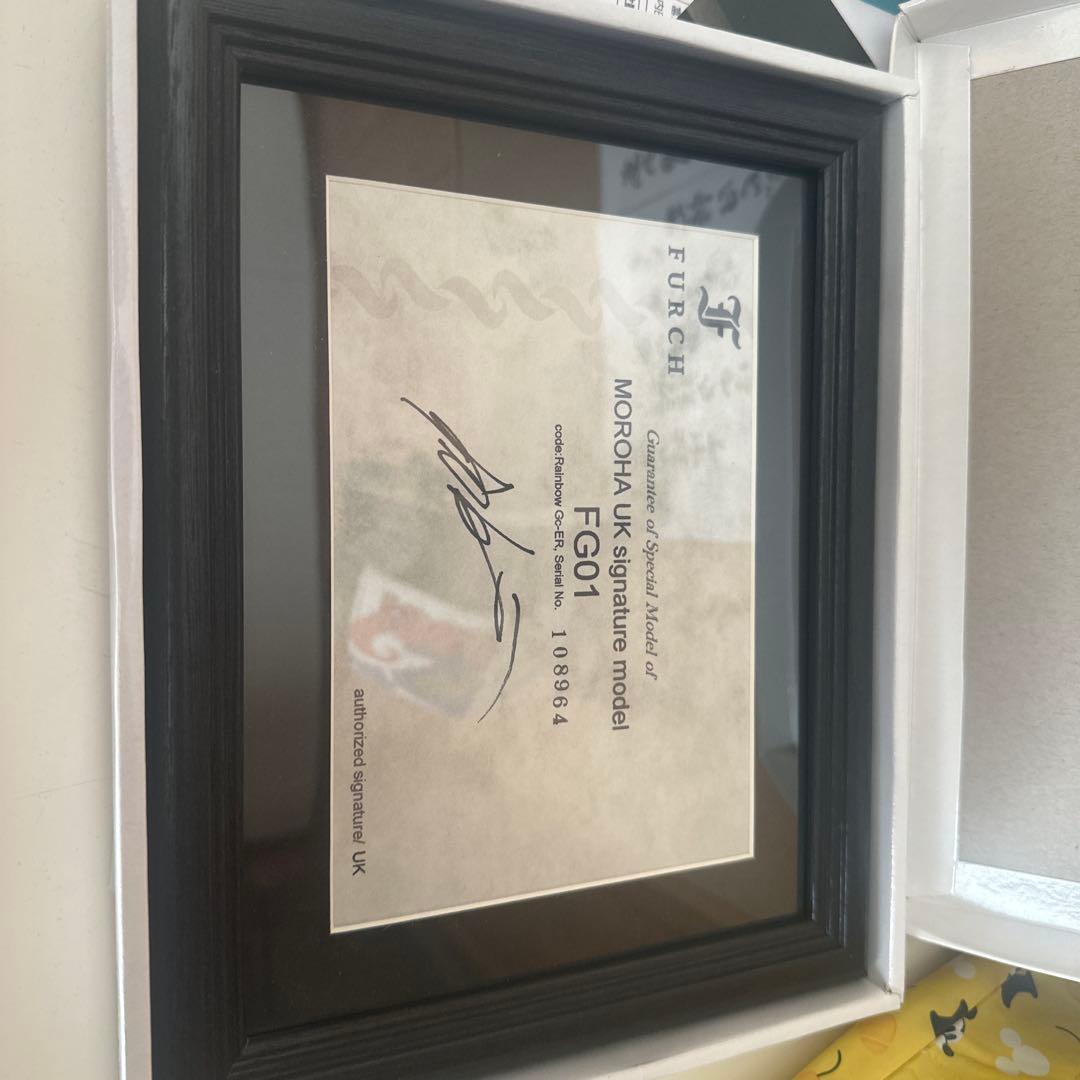 F
FURCH
Guarantee of Special Model of
MOROHA UK signature model
FG01
code:Rainbow Gc-ER, Serial No. 108964
authorized signature/ UK